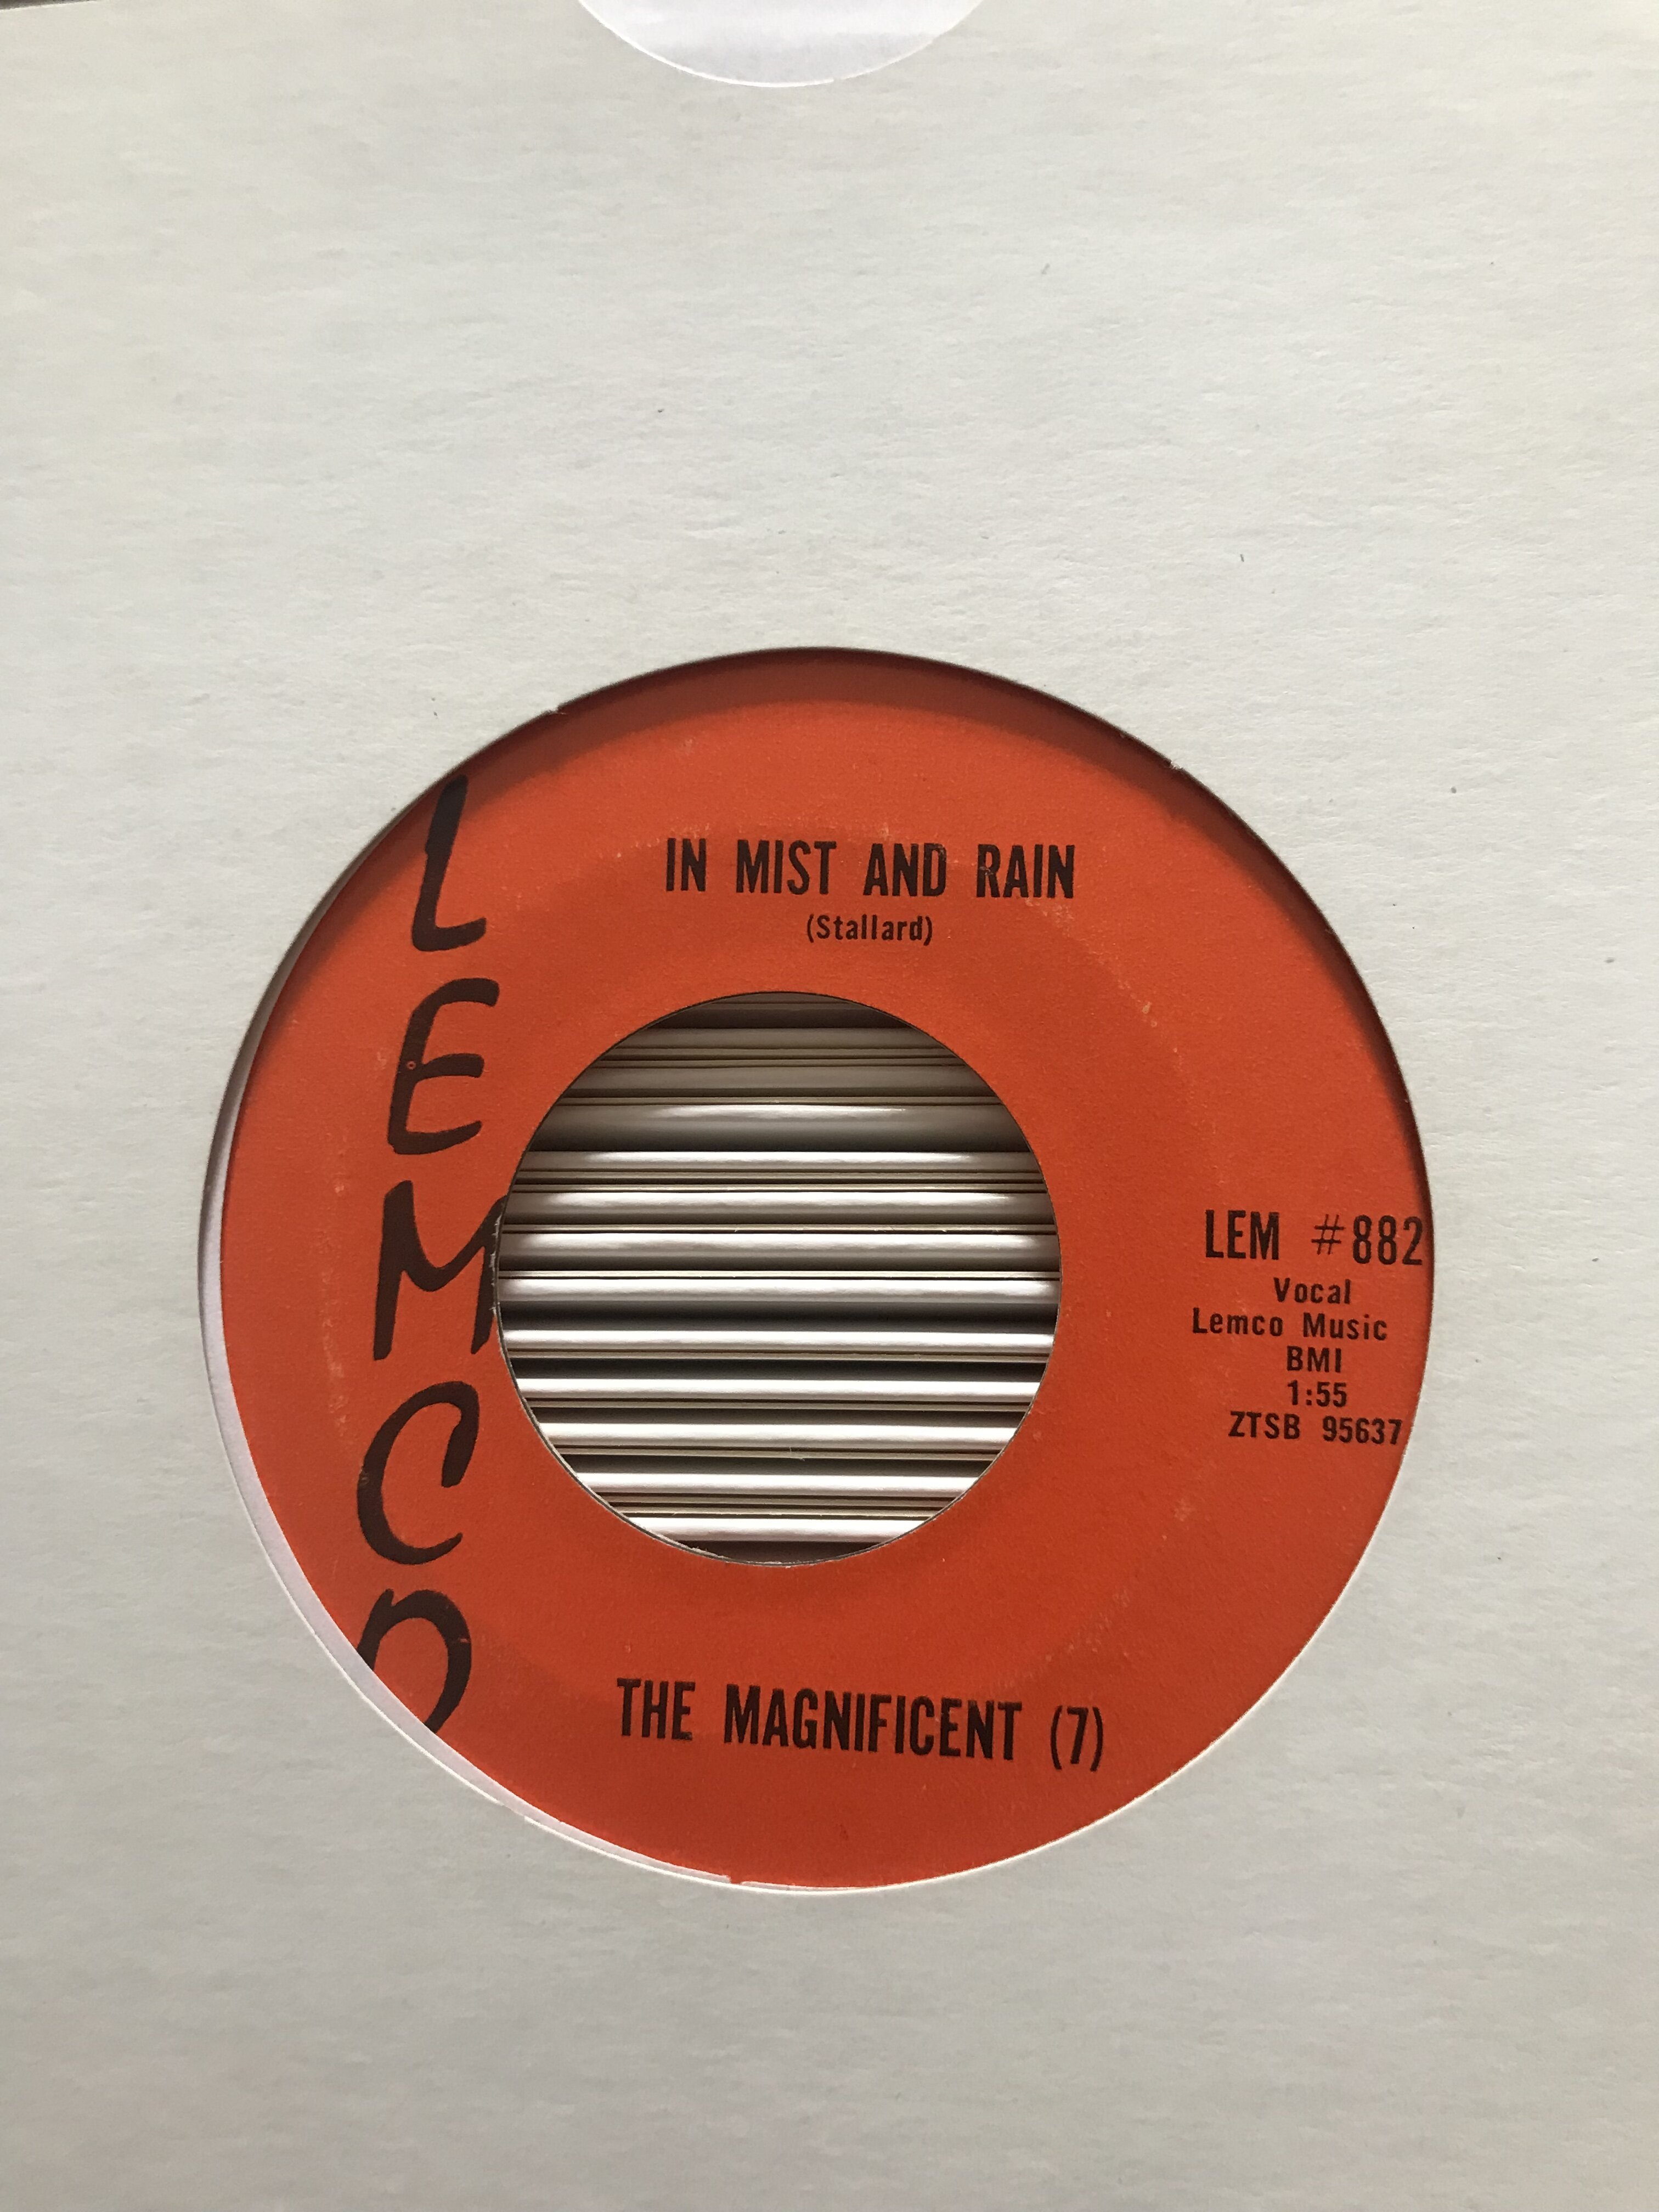 LEMCO
IN MIST AND RAIN
(Stallard)
LEM #882
Vocal
Lemco Music
BMI
1:55
ZTSB 95637
THE MAGNIFICENT (7)